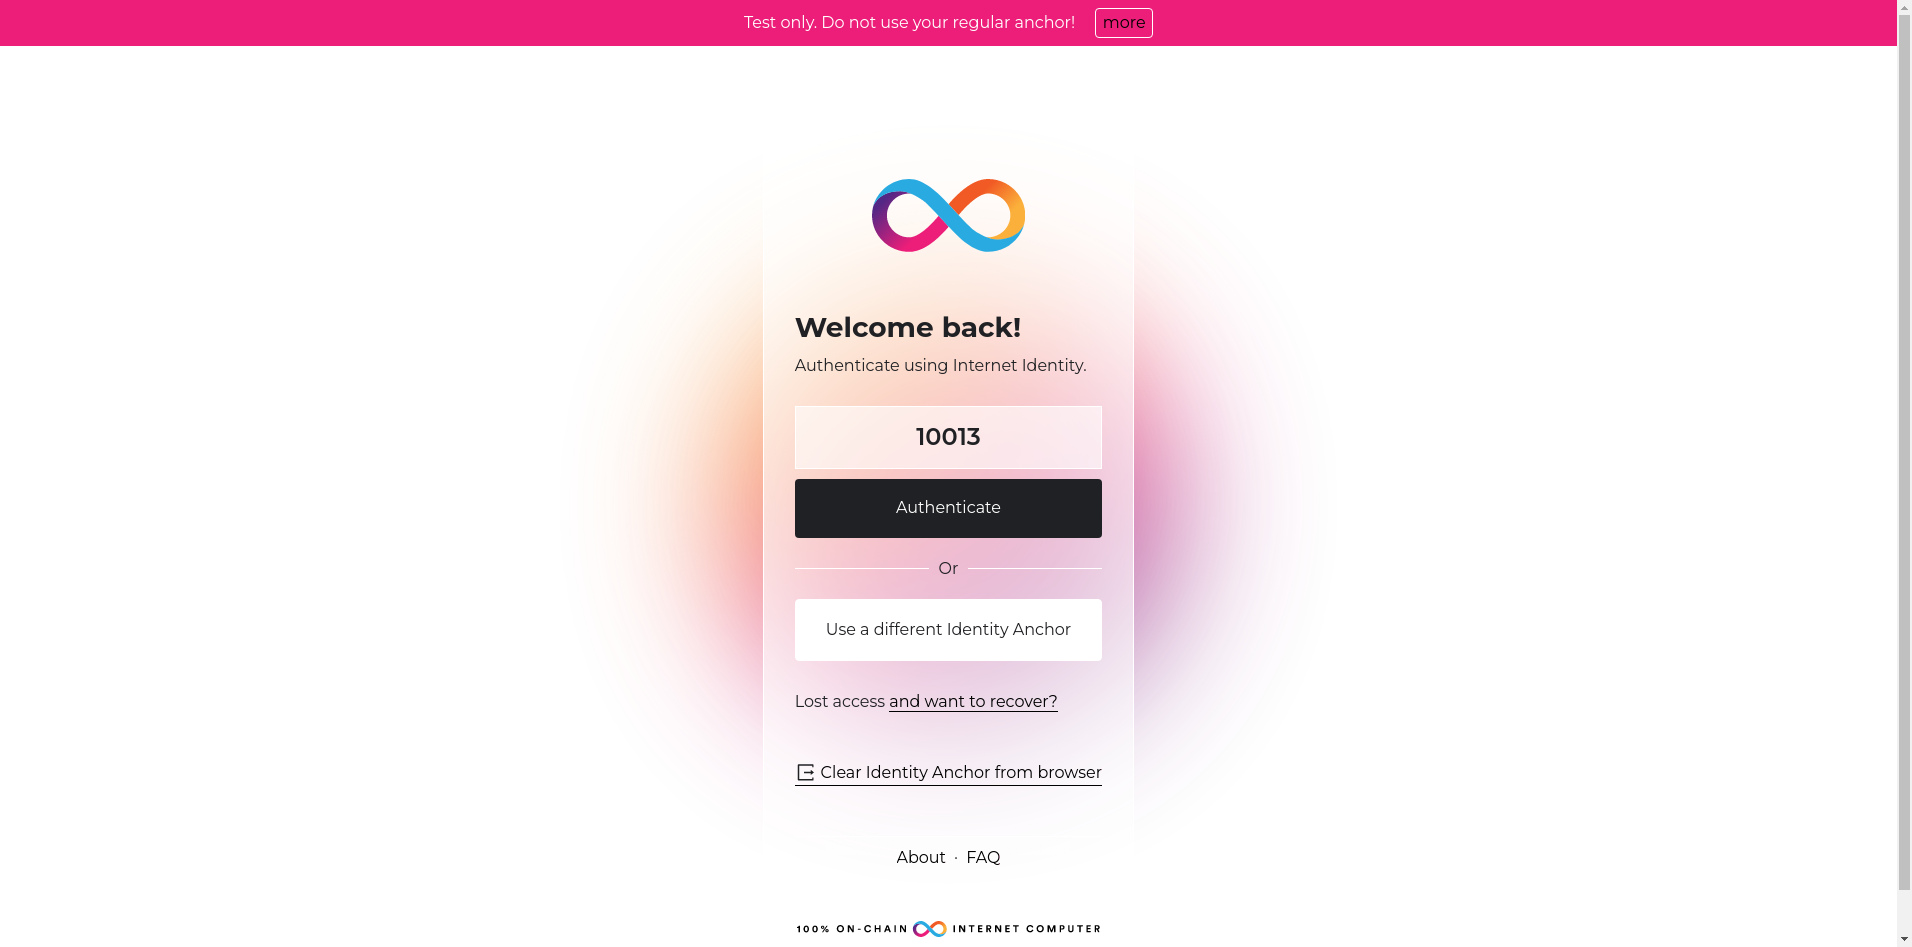 Test only. Do not use your regular anchor! more
Welcome back!
Authenticate using Internet Identity.
10013
Authenticate
Or
Use a different Identity Anchor
Lost access and want to recover?
Clear Identity Anchor from browser
About · FAQ
100% ON-CHAIN INTERNET COMPUTER